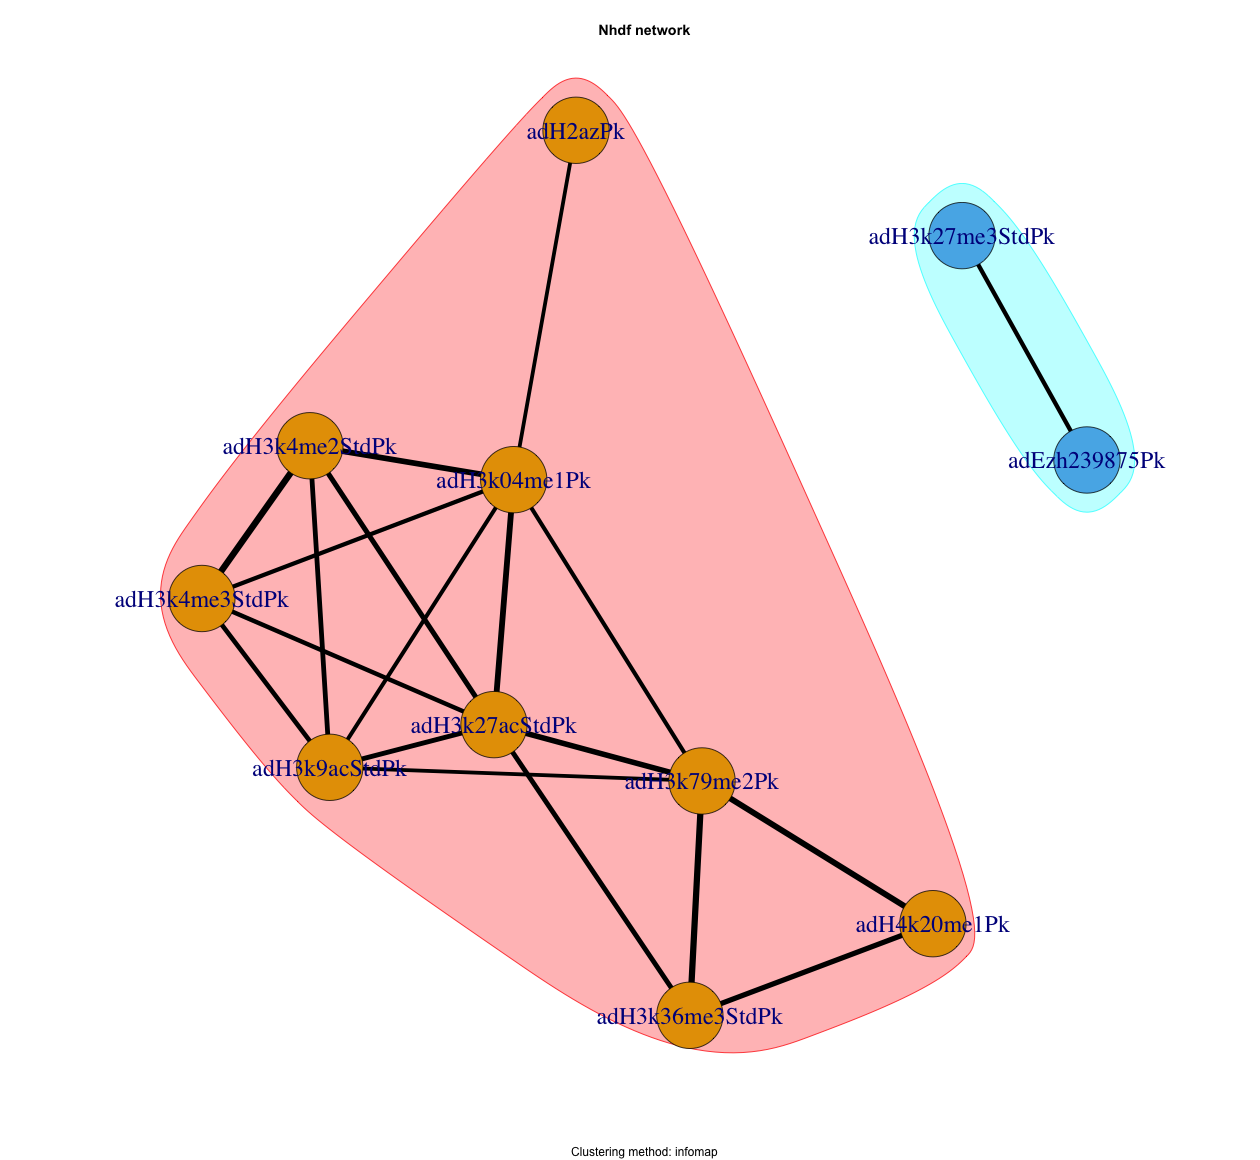 Nhdf network
adH2azPk
adH3k27me3StdPk
adH3k4me2StdPk
adEzh239875Pk
adH3k04me1Pk
adH3k4me3StdPk
adH3k27acStdPk
adH3k9acStdPk
adH3k79me2Pk
adH4k20me1Pk
adH3k36me3StdPk
Clustering method: infomap